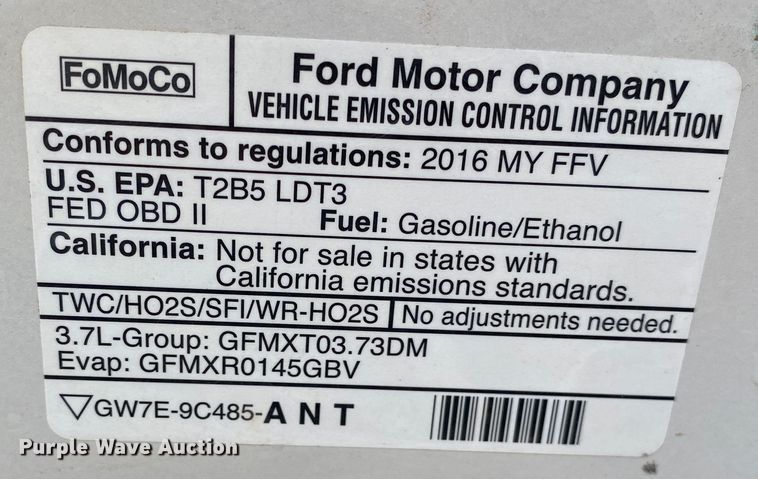 FoMoCo
Ford Motor Company
VEHICLE EMISSION CONTROL INFORMATION
Conforms to regulations: 2016 MY FFV
U.S. EPA: T2B5 LDT3
FED OBD II Fuel: Gasoline/Ethanol
California: Not for sale in states with
California emissions standards.
TWC/HO2S/SFI/WR-HO2S No adjustments needed.
3.7L-Group: GFMXT03.73DM
Evap: GFMXR0145GBV
GW7E-9C485-A N T
Purple Wave Auction